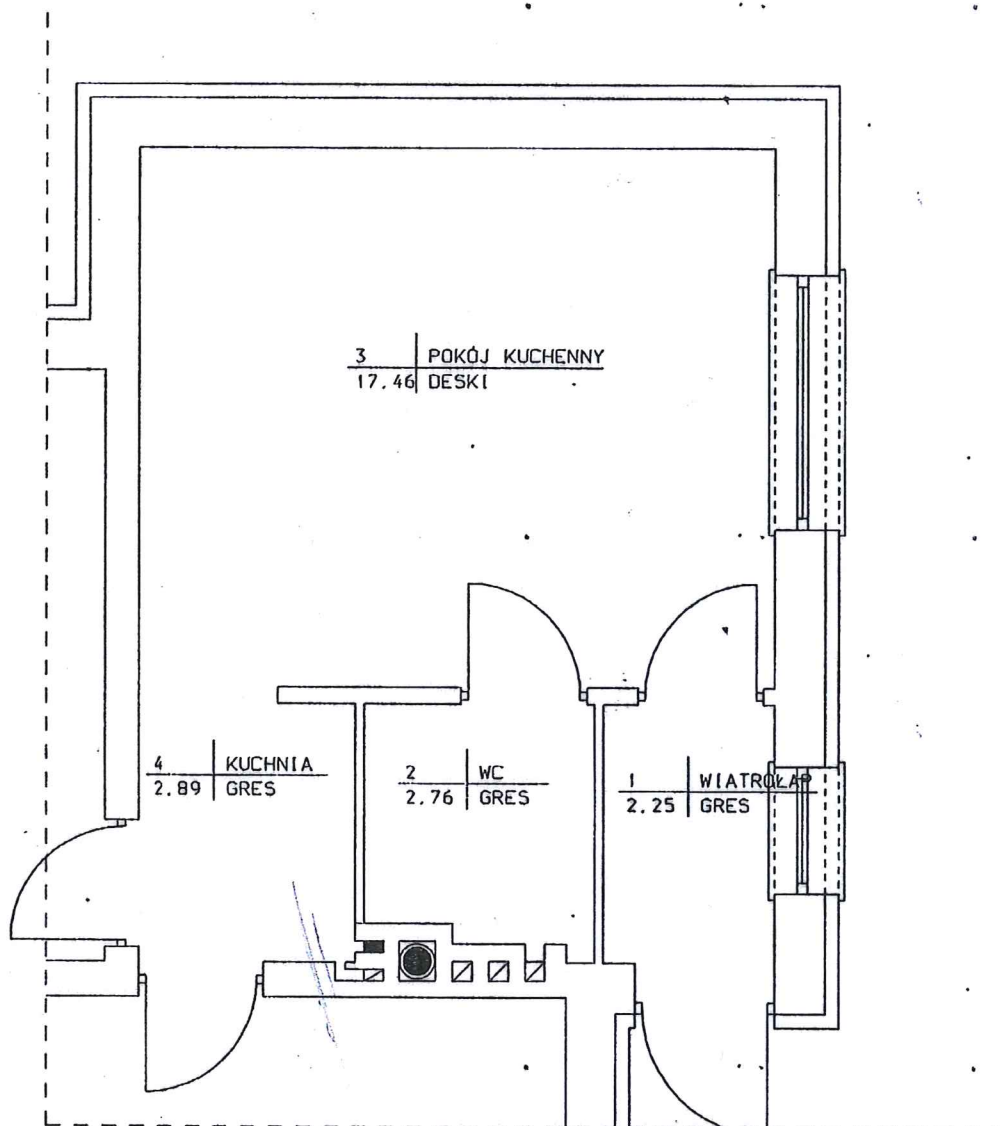 3 POKÓJ KUCHENNY
17.46 DESKI
4 KUCHNIA
2.89 GRES
2 WC
2.76 GRES
1 WIATROŁAP
2.25 GRES